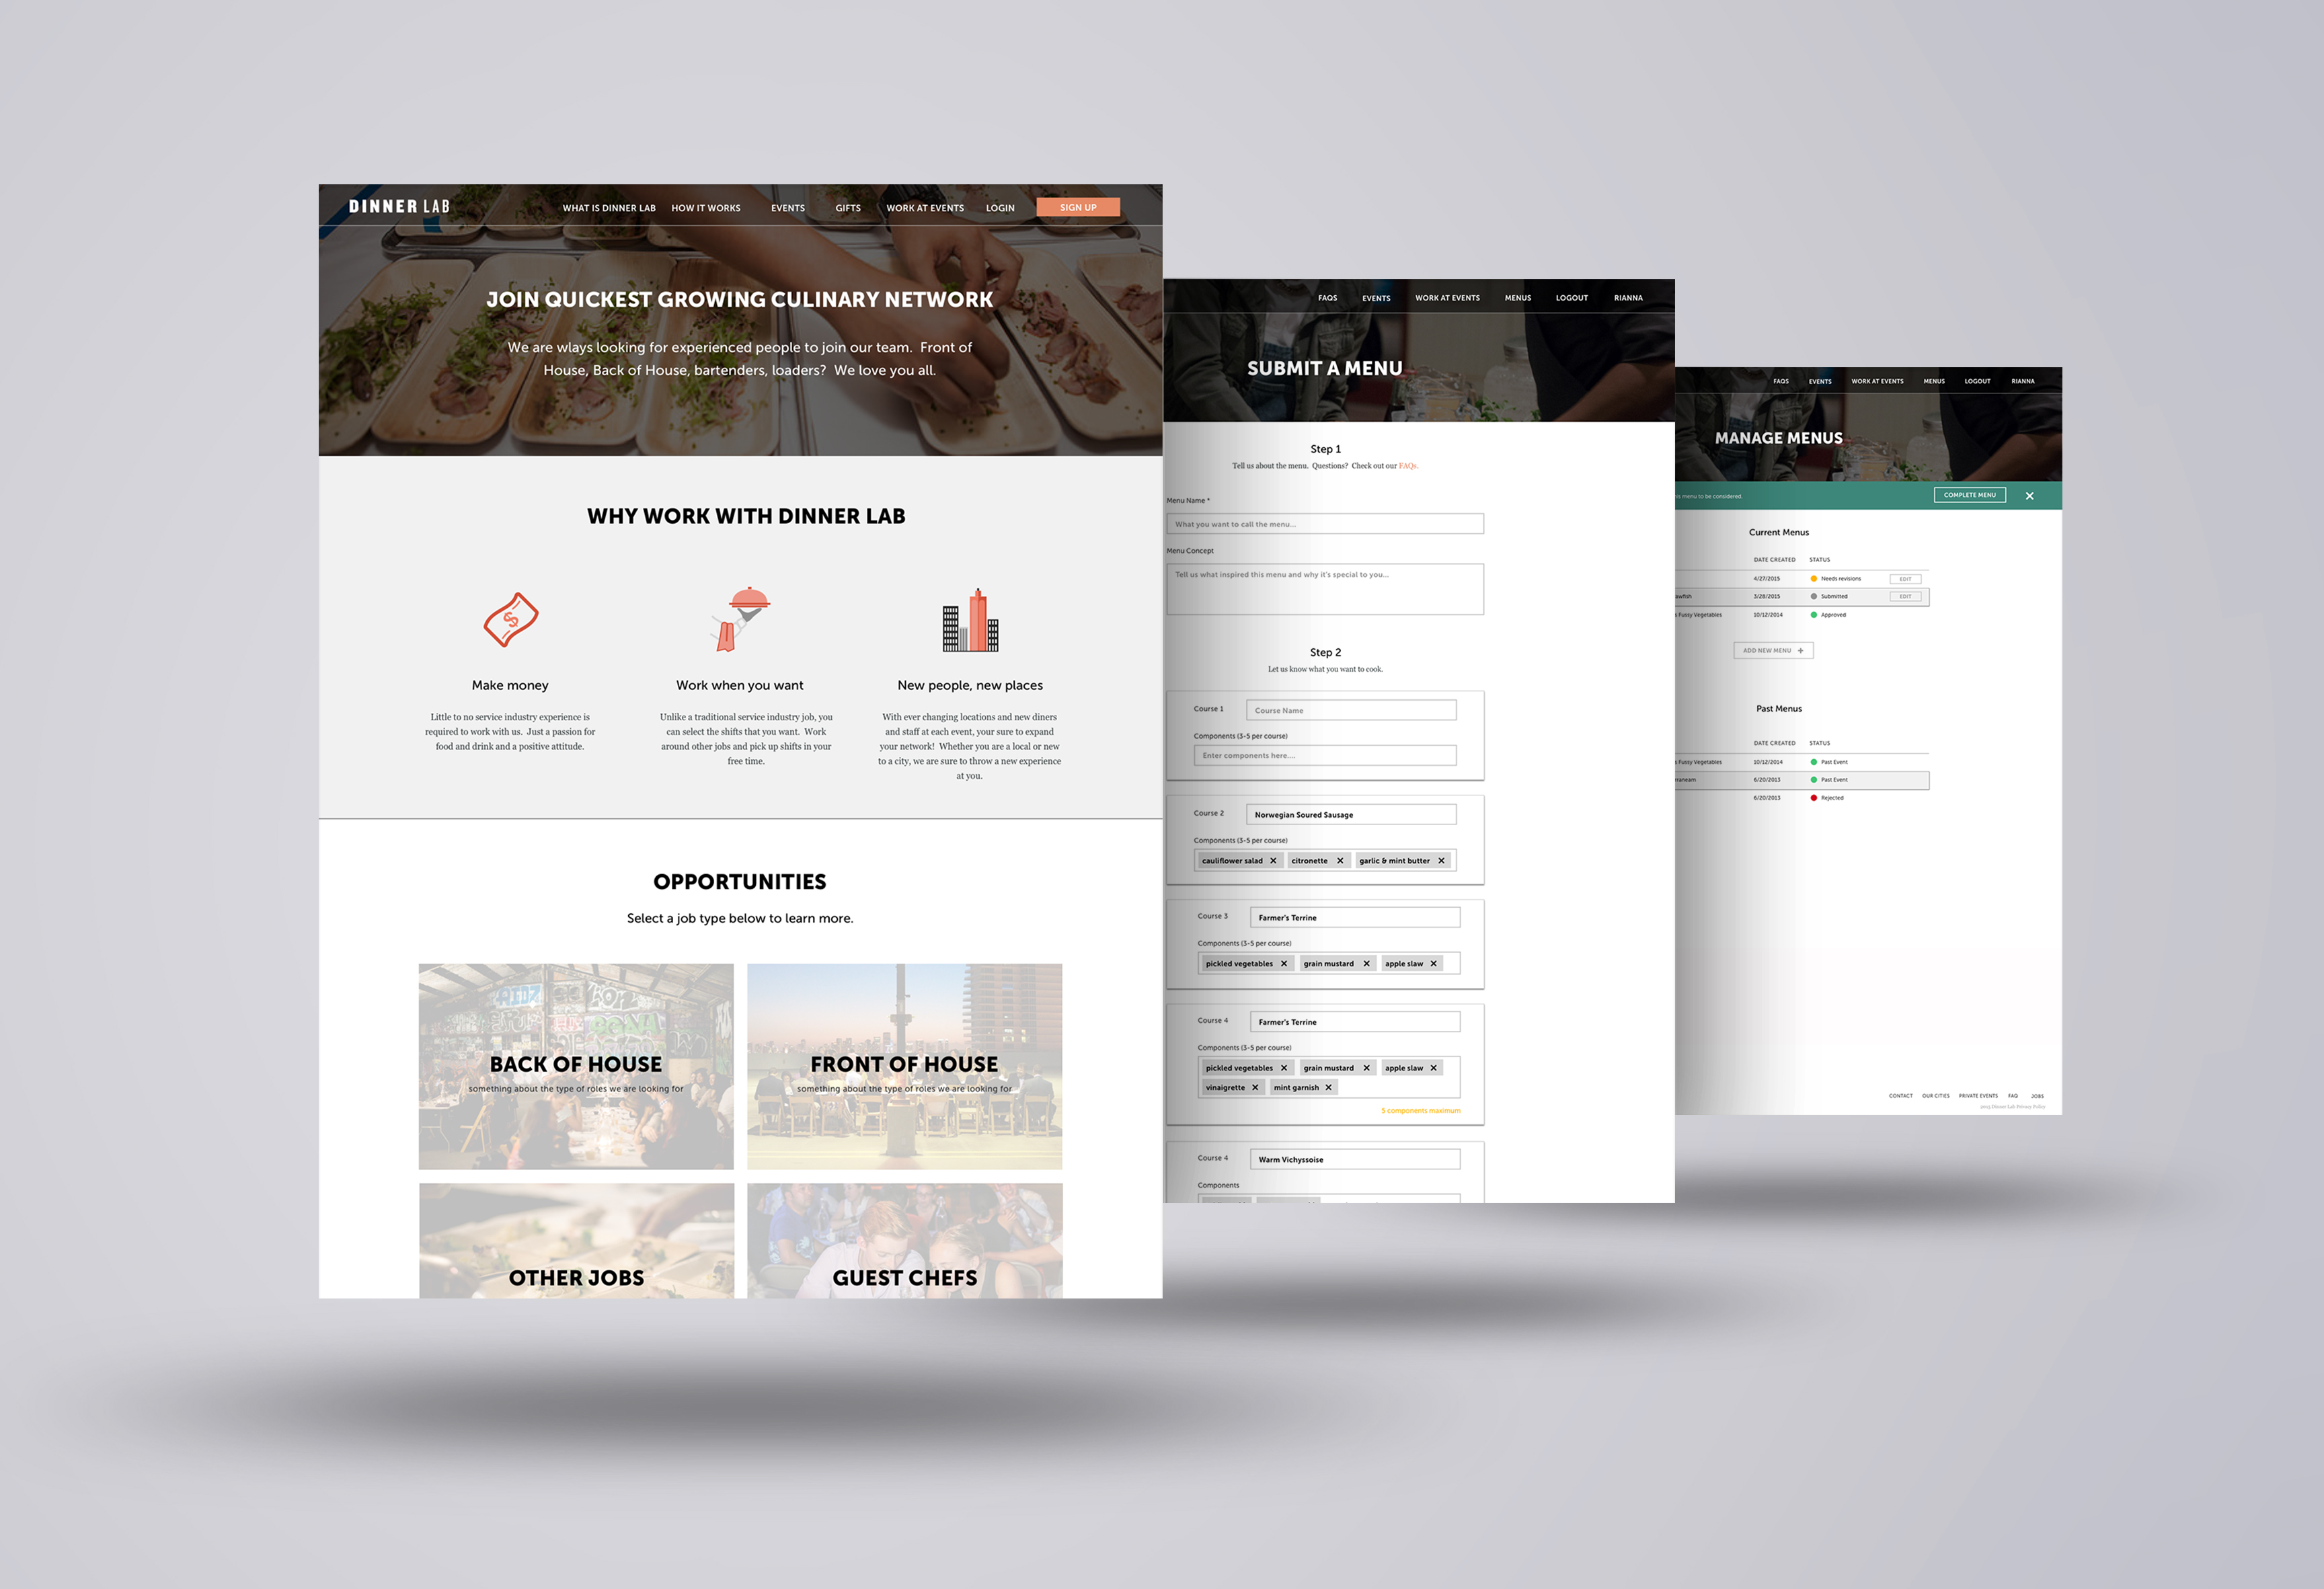 DINNER LAB
WHAT IS DINNER LAB HOW IT WORKS EVENTS GIFTS WORK AT EVENTS LOGIN SIGN UP
JOIN QUICKEST GROWING CULINARY NETWORK
We are wlays looking for experienced people to join our team. Front of
House, Back of House, bartenders, loaders? We love you all.
WHY WORK WITH DINNER LAB
Make money
Little to no service industry experience is
required to work with us. Just a passion for
food and drink and a positive attitude.
Work when you want
Unlike a traditional service industry job, you
can select the shifts that you want. Work
around other jobs and pick up shifts in your
free time.
New people, new places
With ever changing locations and new diners
and staff at each event, your sure to expand
your network! Whether you are a local or new
to a city, we are sure to throw a new experience
at you.
OPPORTUNITIES
Select a job type below to learn more.
BACK OF HOUSE
something about the type of roles we are looking for
FRONT OF HOUSE
something about the type of roles we are looking for
OTHER JOBS
GUEST CHEFS
FAQS EVENTS WORK AT EVENTS MENUS LOGOUT RIANNA
SUBMIT A MENU
Step 1
Tell us about the menu. Questions? Check out our FAQs.
Menu Name *
What you want to call the menu...
Menu Concept
Tell us what inspired this menu and why it's special to you...
Step 2
Let us know what you want to cook.
Course 1 Course Name
Components (3-5 per course)
Enter components here....
Course 2 Norwegian Soured Sausage
Components (3-5 per course)
cauliflower salad ✕ citronette ✕ garlic & mint butter ✕
Course 3 Farmer's Terrine
Components (3-5 per course)
pickled vegetables ✕ grain mustard ✕ apple slaw ✕
Course 4 Farmer's Terrine
Components (3-5 per course)
pickled vegetables ✕ grain mustard ✕ apple slaw ✕
vinaigrette ✕ mint garnish ✕
5 components maximum
Course 4 Warm Vichyssoise
Components
FAQS EVENTS WORK AT EVENTS MENUS LOGOUT RIANNA
MANAGE MENUS
menu to be considered. COMPLETE MENU ✕
Current Menus
DATE CREATED STATUS
4/27/2015 Needs revisions EDIT
awfish 3/28/2015 Submitted EDIT
Fussy Vegetables 10/12/2014 Approved
ADD NEW MENU +
Past Menus
DATE CREATED STATUS
Fussy Vegetables 10/12/2014 Past Event
raneam 6/20/2013 Past Event
6/20/2013 Rejected
CONTACT OUR CITIES PRIVATE EVENTS FAQ JOBS
2015 Dinner Lab Privacy Policy